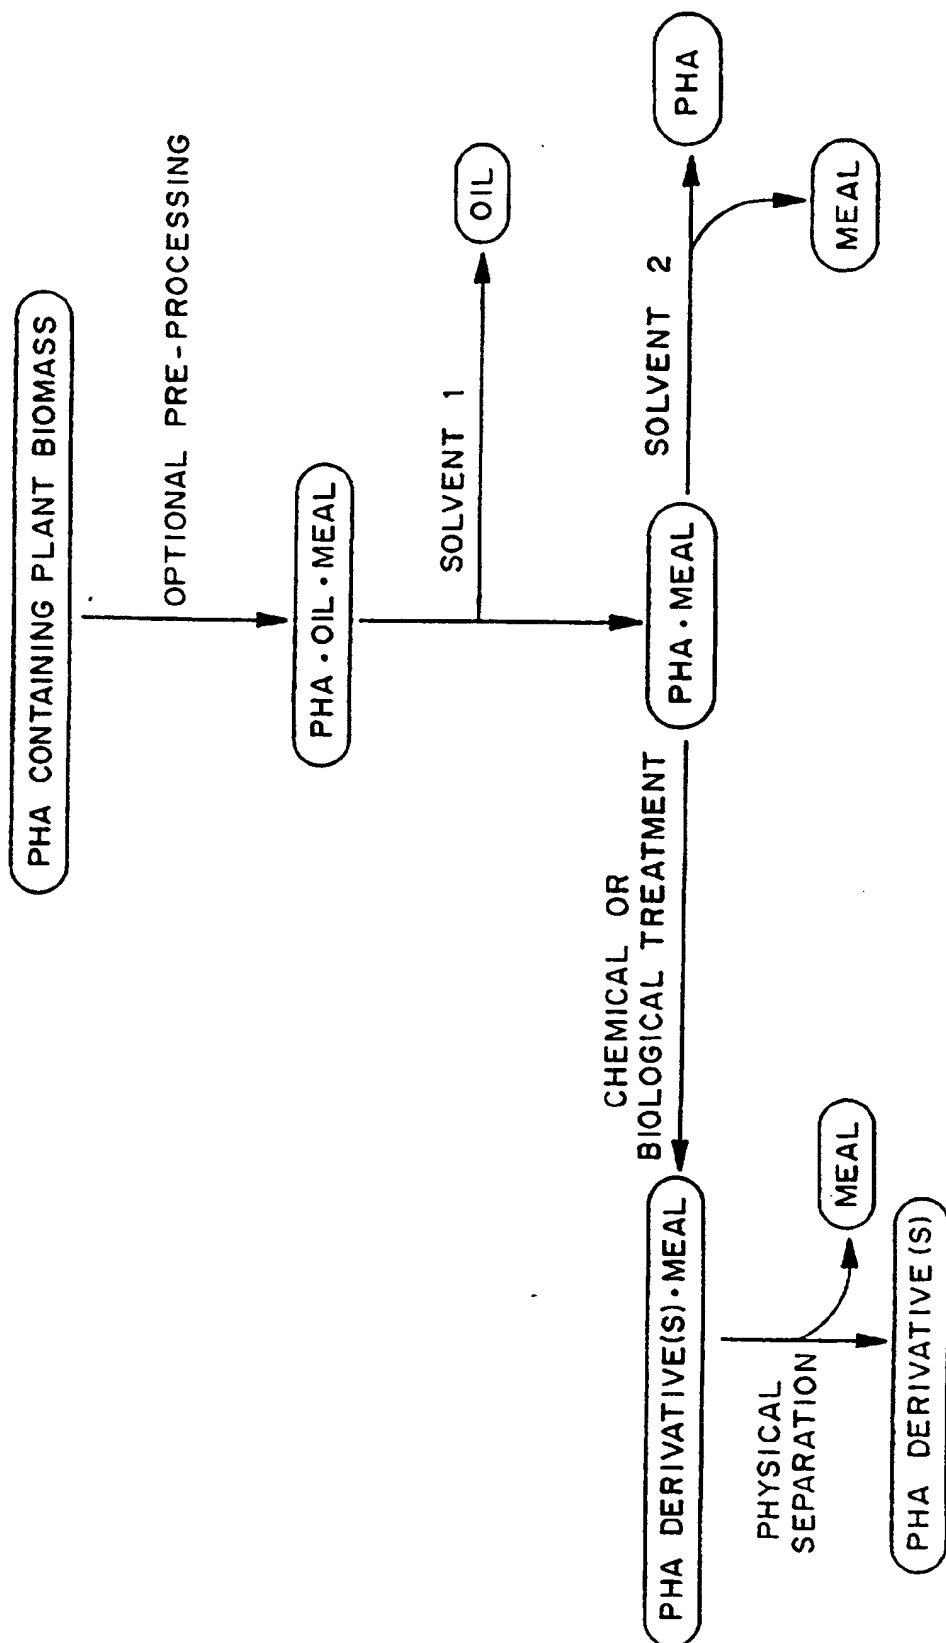 PHA CONTAINING PLANT BIOMASS
OPTIONAL PRE-PROCESSING
PHA•OIL•MEAL
SOLVENT 1
OIL
CHEMICAL OR
BIOLOGICAL TREATMENT
PHA•MEAL
SOLVENT 2
PHA
MEAL
PHA DERIVATIVE(S)•MEAL
PHYSICAL
SEPARATION
MEAL
PHA DERIVATIVE(S)